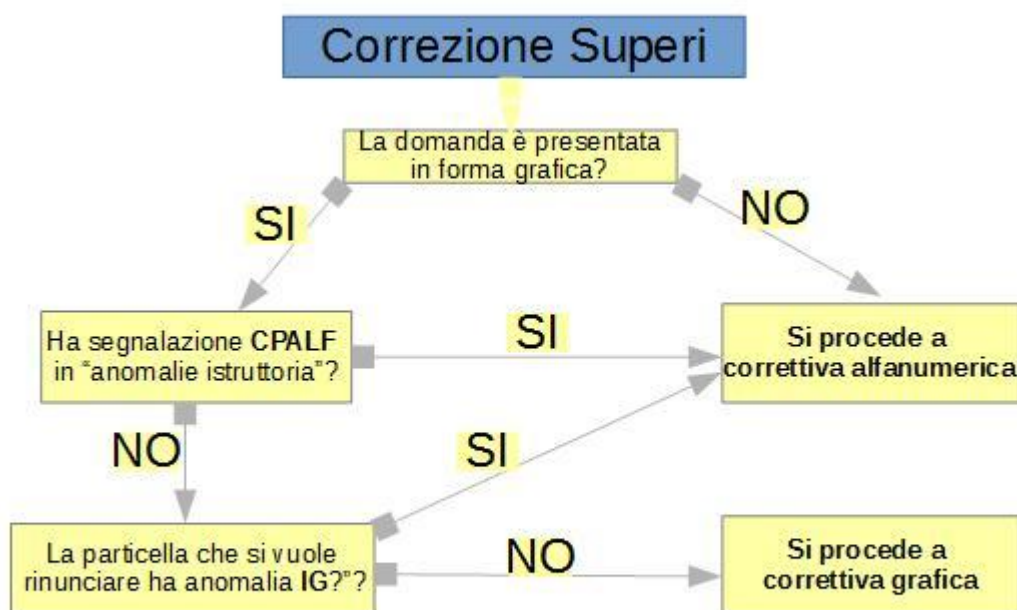 Correzione Superi
La domanda è presentata
in forma grafica?
SI
NO
Ha segnalazione CPALF
in “anomalie istruttoria”?
SI
Si procede a
correttiva alfanumerica
NO
SI
La particella che si vuole
rinunciare ha anomalia IG?”?
NO
Si procede a
correttiva grafica